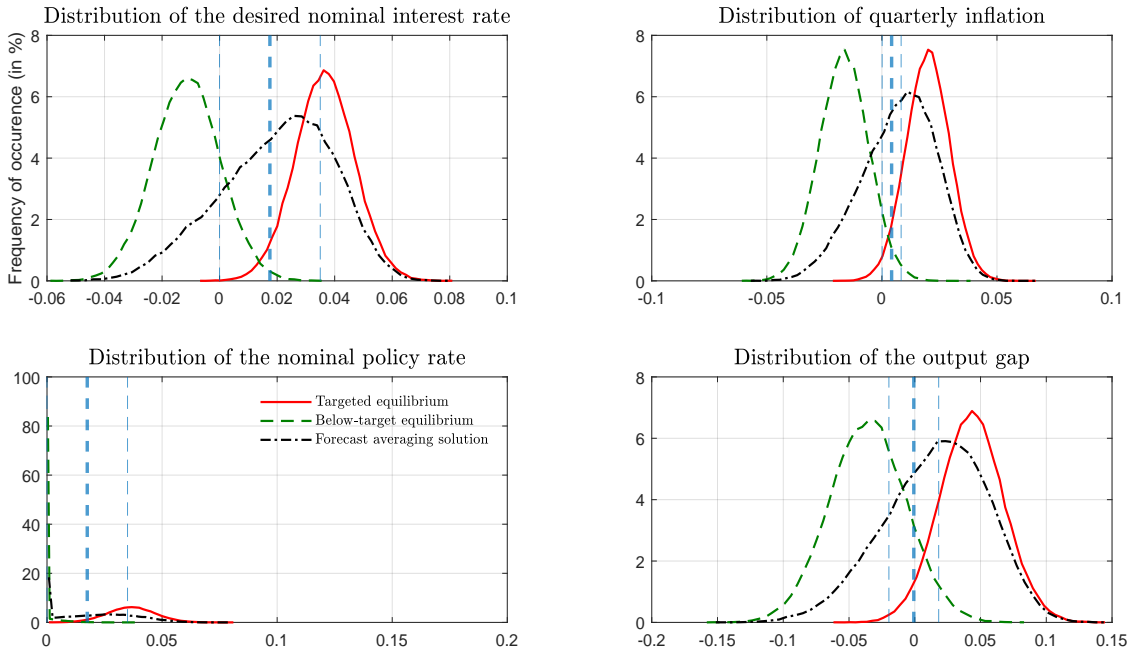 Distribution of the desired nominal interest rate
Frequency of occurence (in %)
8
6
4
2
0
-0.06 -0.04 -0.02 0 0.02 0.04 0.06 0.08 0.1
Distribution of quarterly inflation
8
6
4
2
0
-0.1 -0.05 0 0.05 0.1
Distribution of the nominal policy rate
100
80
60
40
20
0
0 0.05 0.1 0.15 0.2
Targeted equilibrium
Below-target equilibrium
Forecast averaging solution
Distribution of the output gap
8
6
4
2
0
-0.2 -0.15 -0.1 -0.05 0 0.05 0.1 0.15